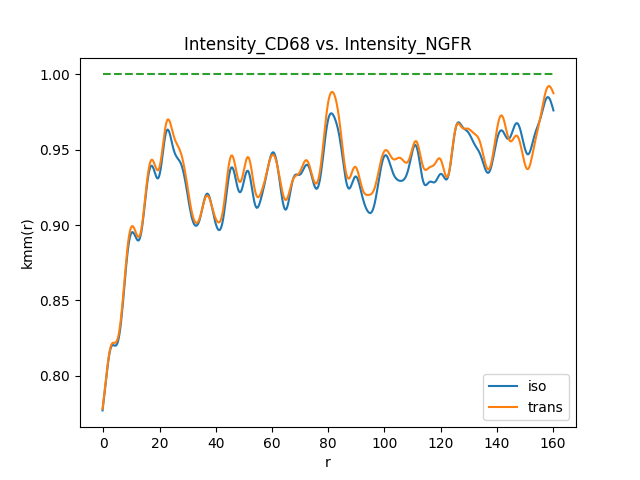 Intensity_CD68 vs. Intensity_NGFR
1.00
0.95
0.90
0.85
0.80
kmm(r)
0 20 40 60 80 100 120 140 160
r
iso
trans